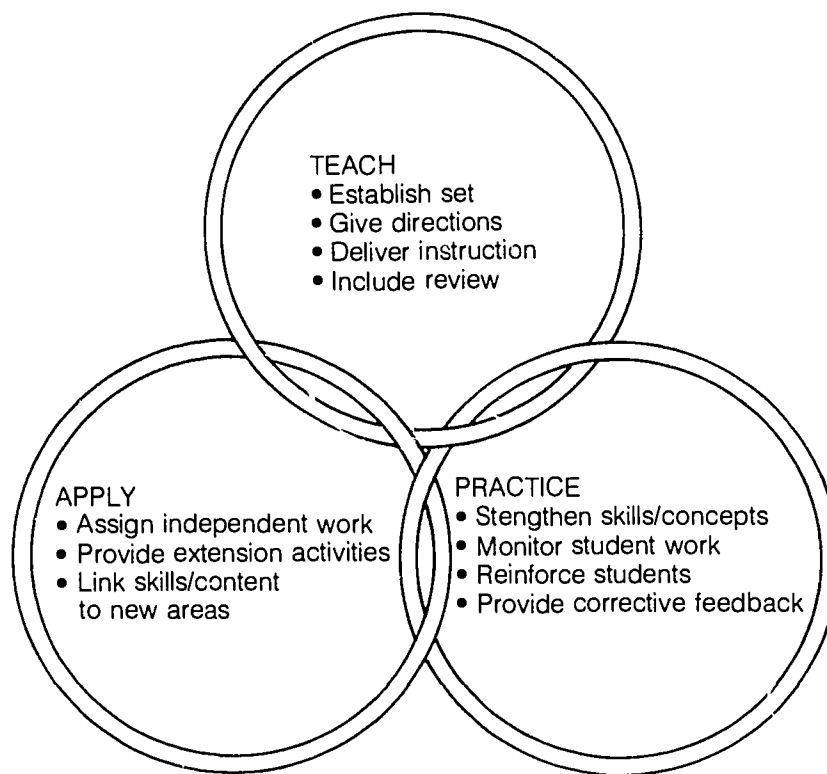 TEACH
• Establish set
• Give directions
• Deliver instruction
• Include review
APPLY
• Assign independent work
• Provide extension activities
• Link skills/content
to new areas
PRACTICE
• Stengthen skills/concepts
• Monitor student work
• Reinforce students
• Provide corrective feedback